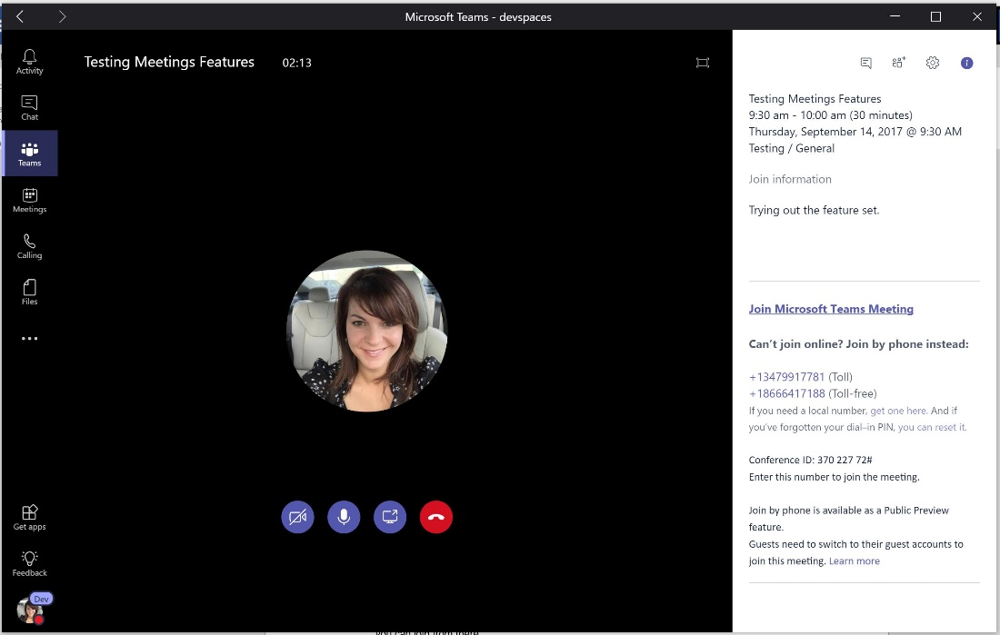 Microsoft Teams - devspaces
Activity
Chat
Teams
Meetings
Calling
Files
Get apps
Feedback
Dev
Testing Meetings Features 02:13
Testing Meetings Features
9:30 am - 10:00 am (30 minutes)
Thursday, September 14, 2017 @ 9:30 AM
Testing / General
Join information
Trying out the feature set.
Join Microsoft Teams Meeting
Can't join online? Join by phone instead:
+13479917781 (Toll)
+18666417188 (Toll-free)
If you need a local number, get one here. And if
you've forgotten your dial–in PIN, you can reset it.
Conference ID: 370 227 72#
Enter this number to join the meeting.
Join by phone is available as a Public Preview
feature.
Guests need to switch to their guest accounts to
join this meeting. Learn more
you can join from there